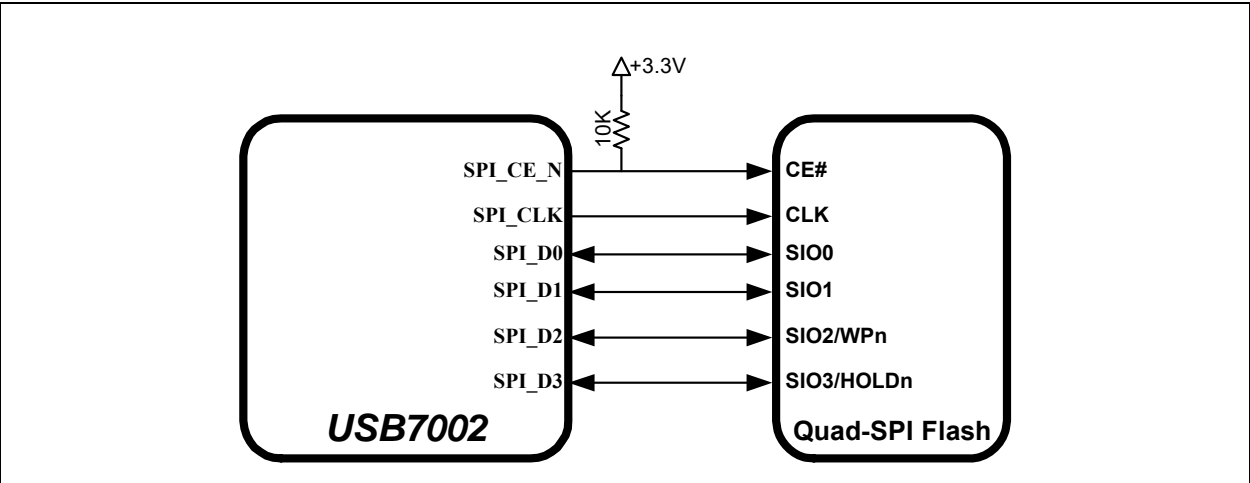 +3.3V
10K
SPI_CE_N
CE#
SPI_CLK
CLK
SPI_D0
SIO0
SPI_D1
SIO1
SPI_D2
SIO2/WPn
SPI_D3
SIO3/HOLDn
USB7002
Quad-SPI Flash